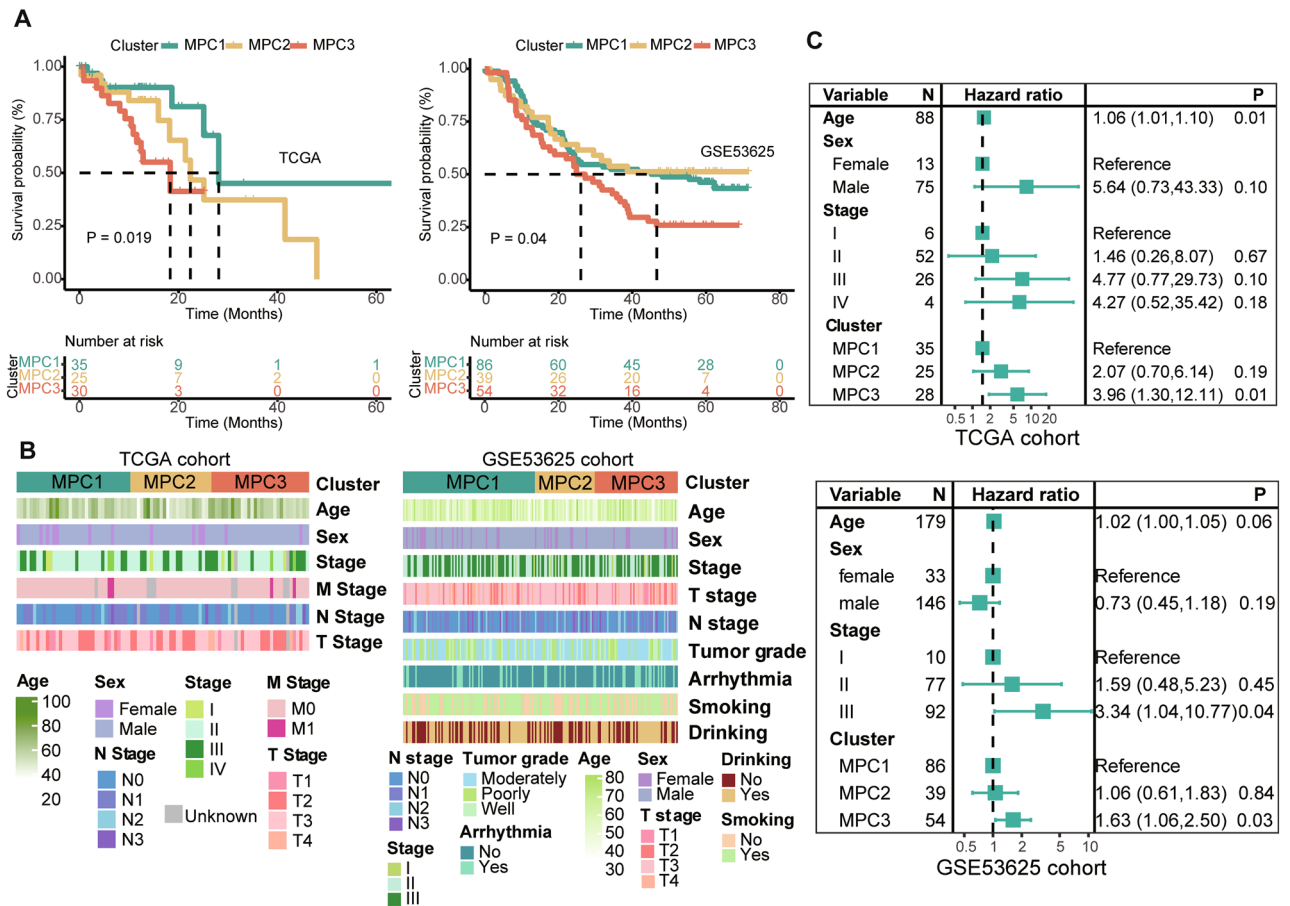 A
Cluster MPC1 MPC2 MPC3
Survival probability (%)
1.00
0.75
0.50
0.25
0.00
TCGA
P = 0.019
0 20 40 60
Time (Months)
Number at risk
Cluster
MPC1 35 9 1 1
MPC2 25 7 2 0
MPC3 30 3 0 0
0 20 40 60
Time (Months)
Cluster MPC1 MPC2 MPC3
Survival probability (%)
1.00
0.75
0.50
0.25
0.00
GSE53625
P = 0.04
0 20 40 60 80
Time (Months)
Number at risk
Cluster
MPC1 86 60 45 28 0
MPC2 39 26 20 7 0
MPC3 54 32 16 4 0
0 20 40 60 80
Time (Months)
B
TCGA cohort
MPC1 MPC2 MPC3 Cluster
Age
Sex
Stage
M Stage
N Stage
T Stage
Age
100
80
60
40
20
Sex
Female
Male
N Stage
N0
N1
N2
N3
Stage
I
II
III
IV
Unknown
M Stage
M0
M1
T Stage
T1
T2
T3
T4
GSE53625 cohort
MPC1 MPC2 MPC3 Cluster
Age
Sex
Stage
T stage
N stage
Tumor grade
Arrhythmia
Smoking
Drinking
N stage
N0
N1
N2
N3
Stage
I
II
III
Tumor grade
Moderately
Poorly
Well
Arrhythmia
No
Yes
Age
80
70
60
50
40
30
Sex
Female
Male
T stage
T1
T2
T3
T4
Drinking
No
Yes
Smoking
No
Yes
C
Variable N Hazard ratio P
Age 88 1.06 (1.01,1.10) 0.01
Sex
Female 13 Reference
Male 75 5.64 (0.73,43.33) 0.10
Stage
I 6 Reference
II 52 1.46 (0.26,8.07) 0.67
III 26 4.77 (0.77,29.73) 0.10
IV 4 4.27 (0.52,35.42) 0.18
Cluster
MPC1 35 Reference
MPC2 25 2.07 (0.70,6.14) 0.19
MPC3 28 3.96 (1.30,12.11) 0.01
0.5 1 2 5 10 20
TCGA cohort
Variable N Hazard ratio P
Age 179 1.02 (1.00,1.05) 0.06
Sex
female 33 Reference
male 146 0.73 (0.45,1.18) 0.19
Stage
I 10 Reference
II 77 1.59 (0.48,5.23) 0.45
III 92 3.34 (1.04,10.77) 0.04
Cluster
MPC1 86 Reference
MPC2 39 1.06 (0.61,1.83) 0.84
MPC3 54 1.63 (1.06,2.50) 0.03
0.5 1 2 5 10
GSE53625 cohort